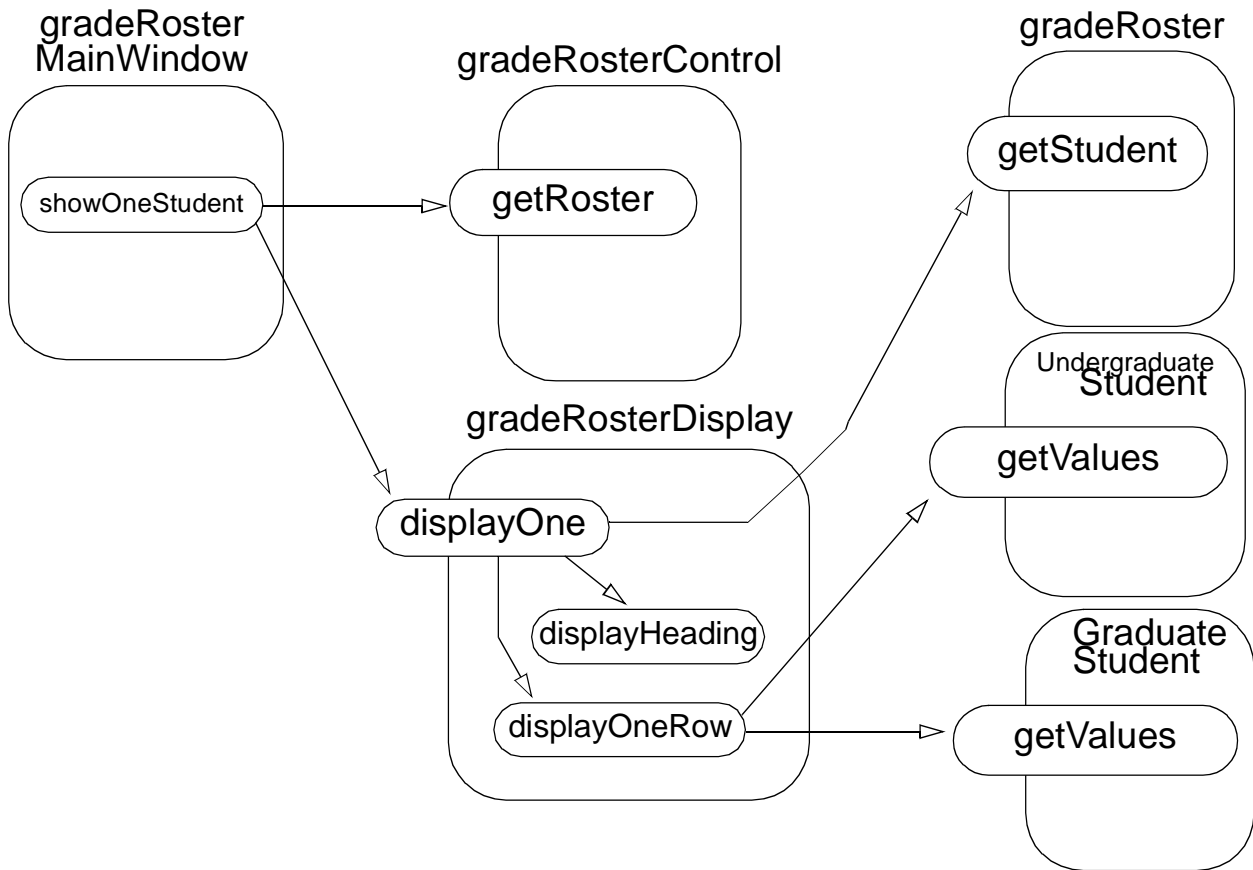 gradeRoster
MainWindow
showOneStudent
gradeRosterControl
getRoster
gradeRoster
getStudent
gradeRosterDisplay
displayOne
displayHeading
displayOneRow
Undergraduate
Student
getValues
Graduate
Student
getValues